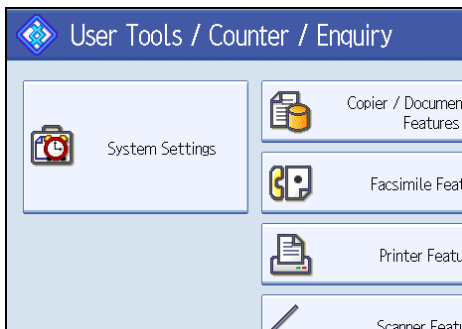 User Tools / Counter / Enquiry
System Settings
Copier / Documen
Features
Facsimile Feat
Printer Featu
Scanner Featu